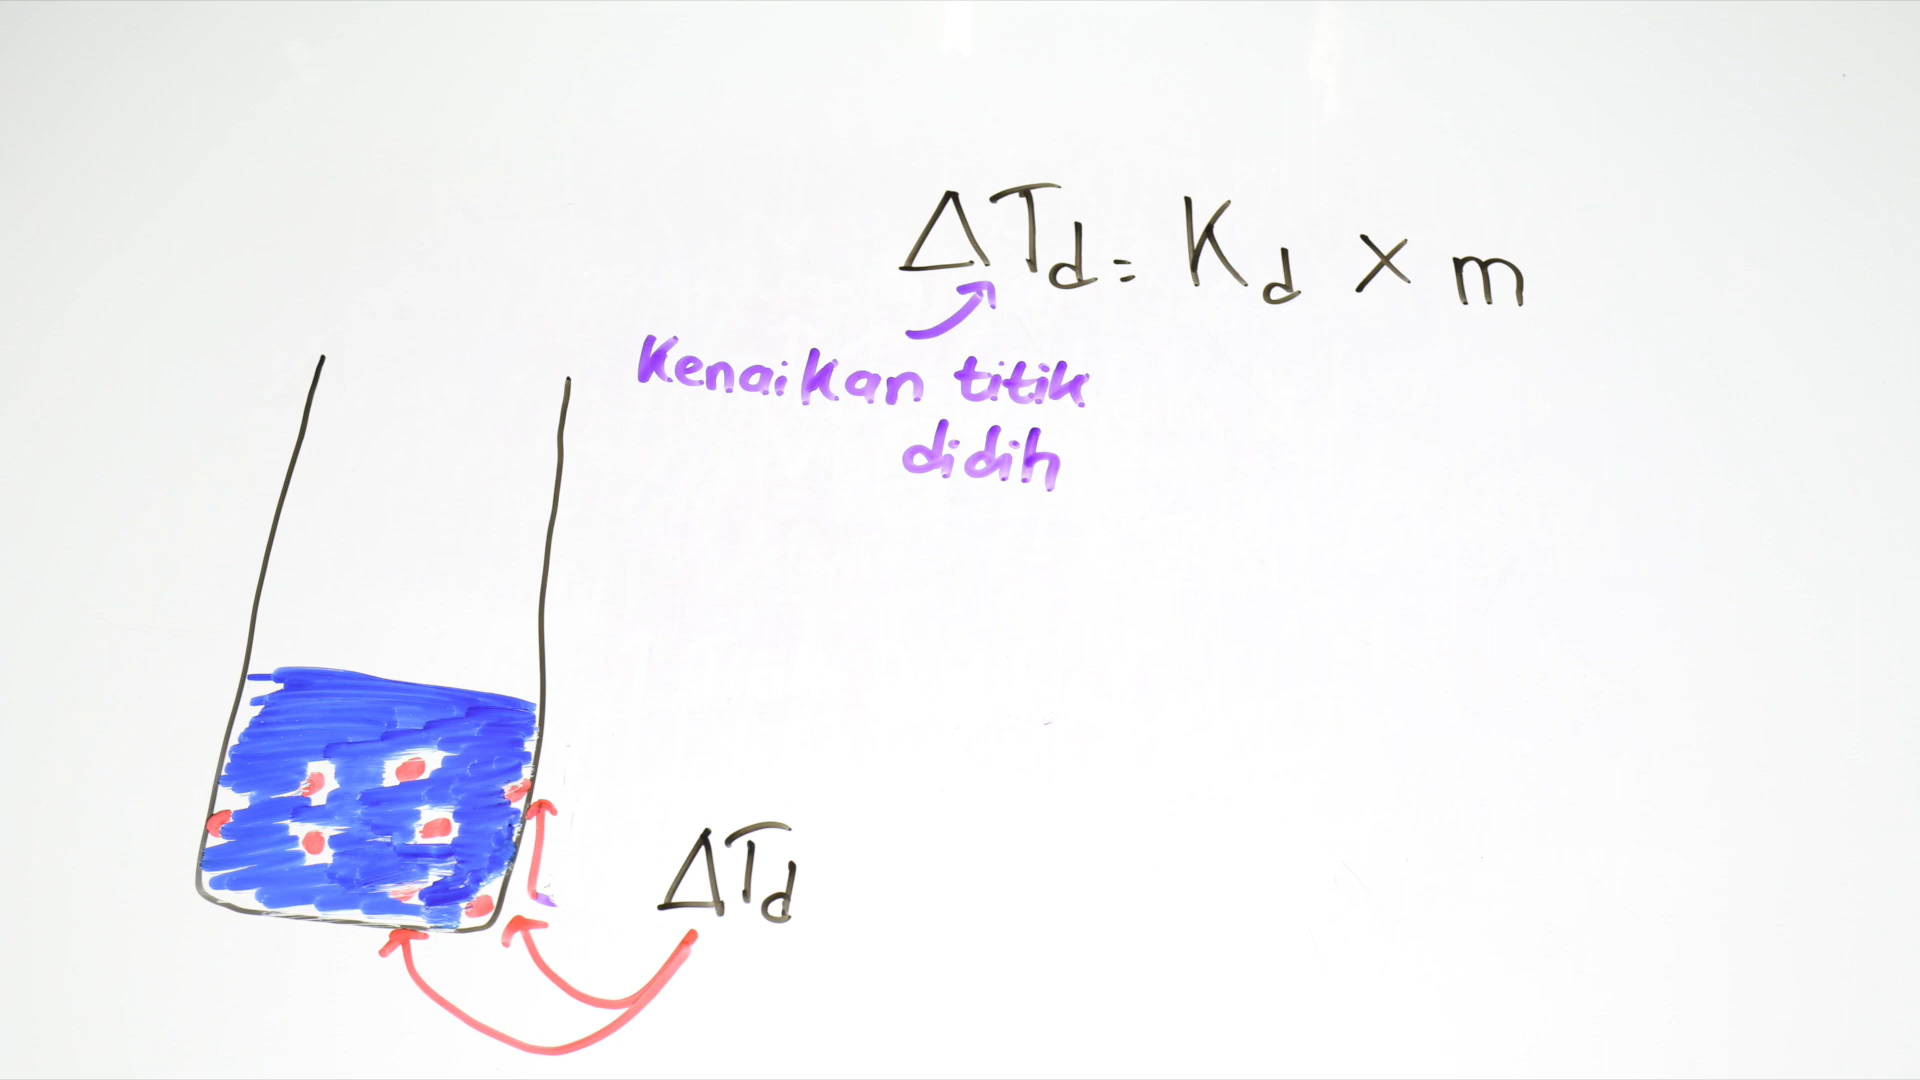 ΔTd = Kd × m
Kenaikan titik
didih
ΔTd